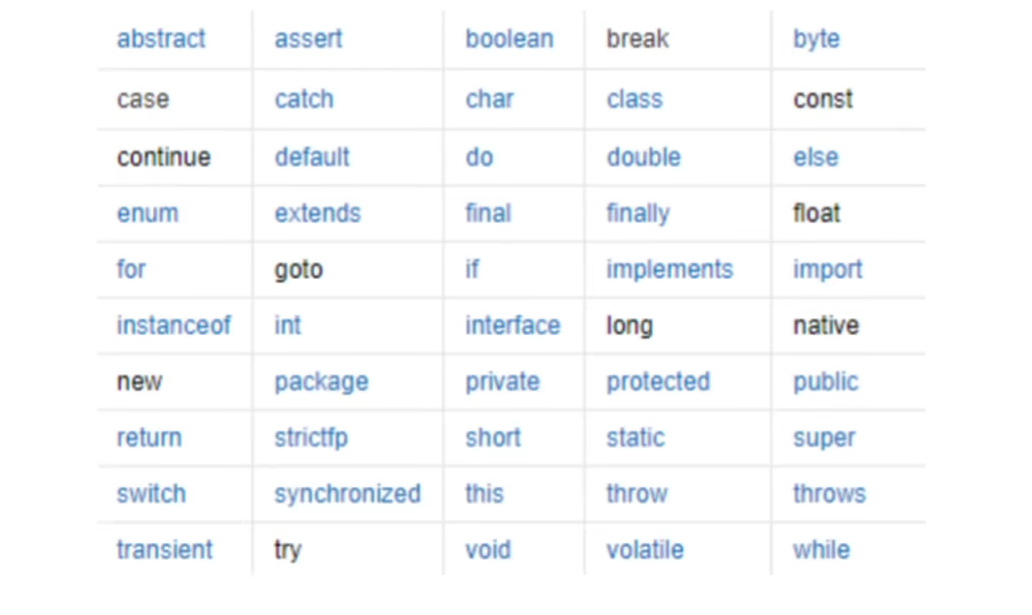 abstract assert boolean break byte
case catch char class const
continue default do double else
enum extends final finally float
for goto if implements import
instanceof int interface long native
new package private protected public
return strictfp short static super
switch synchronized this throw throws
transient try void volatile while